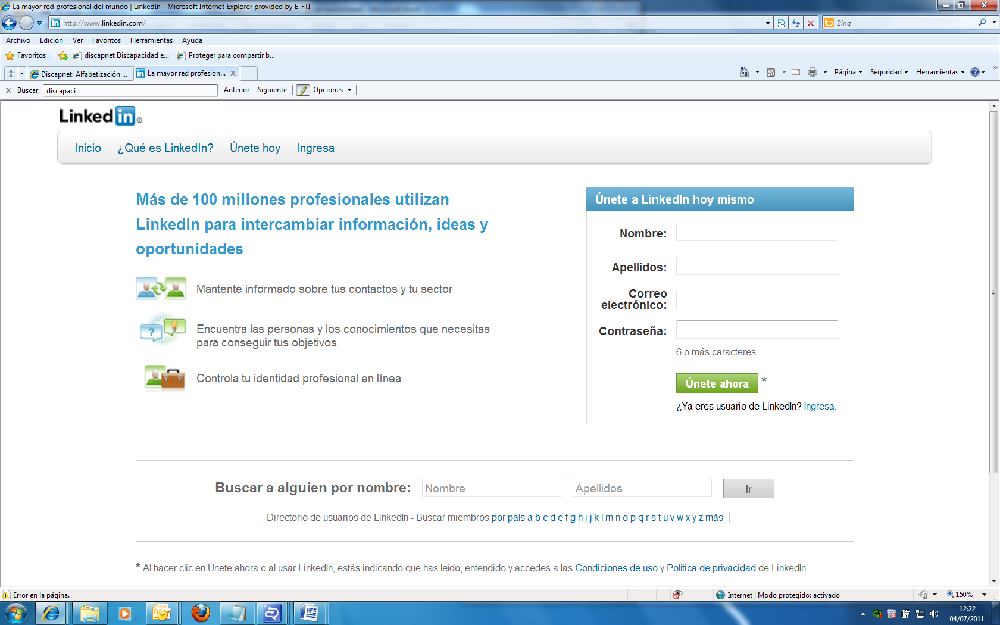 La mayor red profesional del mundo | LinkedIn - Microsoft Internet Explorer provided by E-FTI
http://www.linkedin.com/
Bing
Archivo Edición Ver Favoritos Herramientas Ayuda
Favoritos discapnet Discapacidad e... Proteger para compartir b...
Discapnet: Alfabetización ... La mayor red profesion... Página Seguridad Herramientas
Buscar: discapaci Anterior Siguiente Opciones
Linked in ®
Inicio ¿Qué es LinkedIn? Únete hoy Ingresa
Más de 100 millones profesionales utilizan
LinkedIn para intercambiar información, ideas y
oportunidades
Mantente informado sobre tus contactos y tu sector
Encuentra las personas y los conocimientos que necesitas
para conseguir tus objetivos
Controla tu identidad profesional en línea
Únete a LinkedIn hoy mismo
Nombre:
Apellidos:
Correo
electrónico:
Contraseña:
6 o más caracteres
Únete ahora *
¿Ya eres usuario de LinkedIn? Ingresa.
Buscar a alguien por nombre: Nombre Apellidos Ir
Directorio de usuarios de LinkedIn - Buscar miembros por país a b c d e f g h i j k l m n o p q r s t u v w x y z más
* Al hacer clic en Únete ahora o al usar LinkedIn, estás indicando que has leído, entendido y accedes a las Condiciones de uso y Política de privacidad de LinkedIn.
Error en la página. Internet | Modo protegido: activado 150%
12:22
04/07/2011